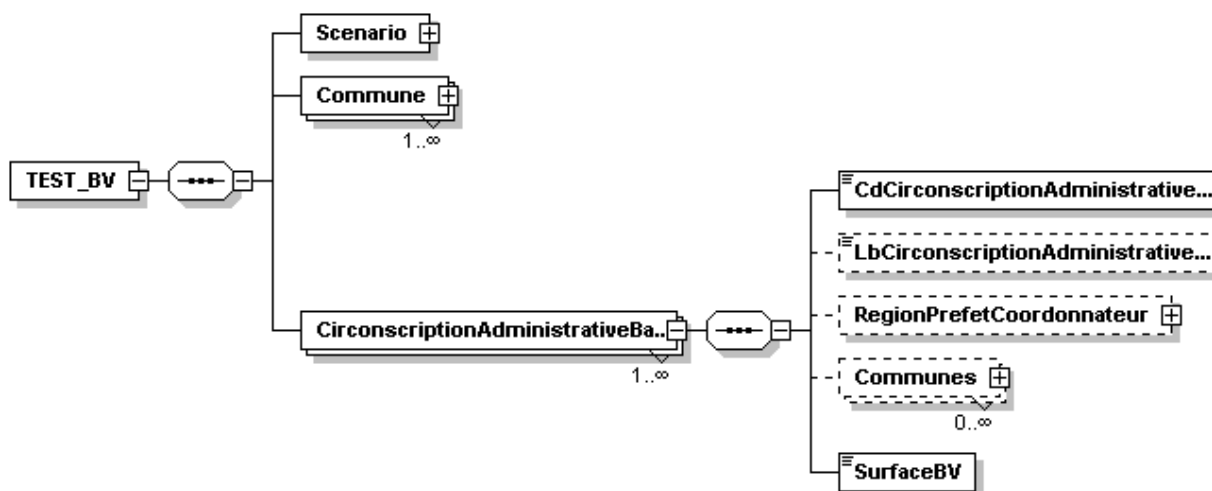 Scenario
Commune
1..∞
TEST_BV
CdCirconscriptionAdministrative...
LbCirconscriptionAdministrative...
RegionPrefetCoordonnateur
CirconscriptionAdministrativeBa...
1..∞
Communes
0..∞
SurfaceBV